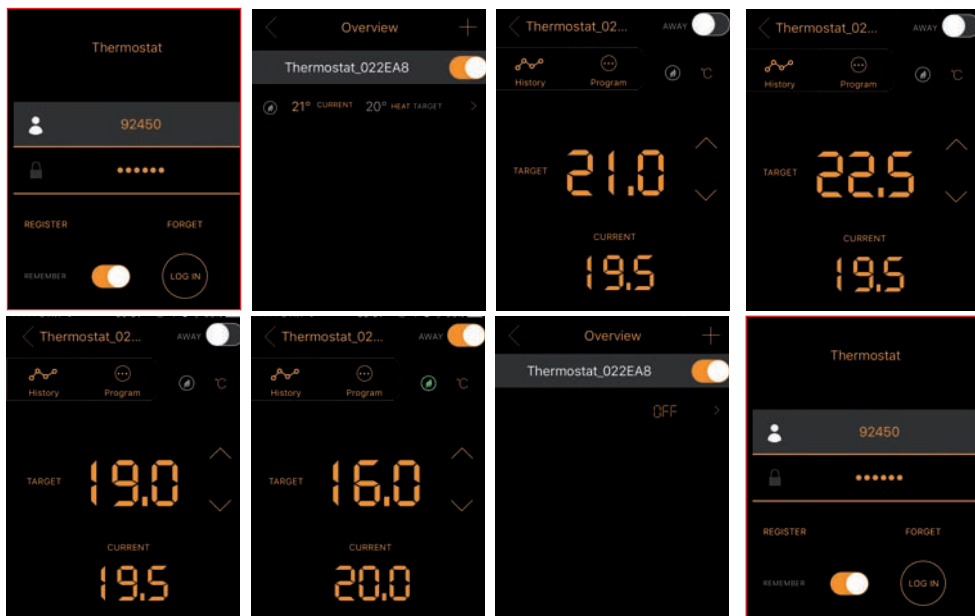 Thermostat
92450
••••••
REGISTER FORGET
REMEMBER LOG IN
Overview
Thermostat_022EA8
21° CURRENT 20° HEAT TARGET
Thermostat_02... AWAY
History Program °C
TARGET 21.0
CURRENT
19.5
Thermostat_02... AWAY
History Program °C
TARGET 22.5
CURRENT
19.5
Thermostat_02... AWAY
History Program °C
TARGET 19.0
CURRENT
19.5
Thermostat_02... AWAY
History Program °C
TARGET 16.0
CURRENT
20.0
Overview
Thermostat_022EA8
OFF
Thermostat
92450
••••••
REGISTER FORGET
REMEMBER LOG IN